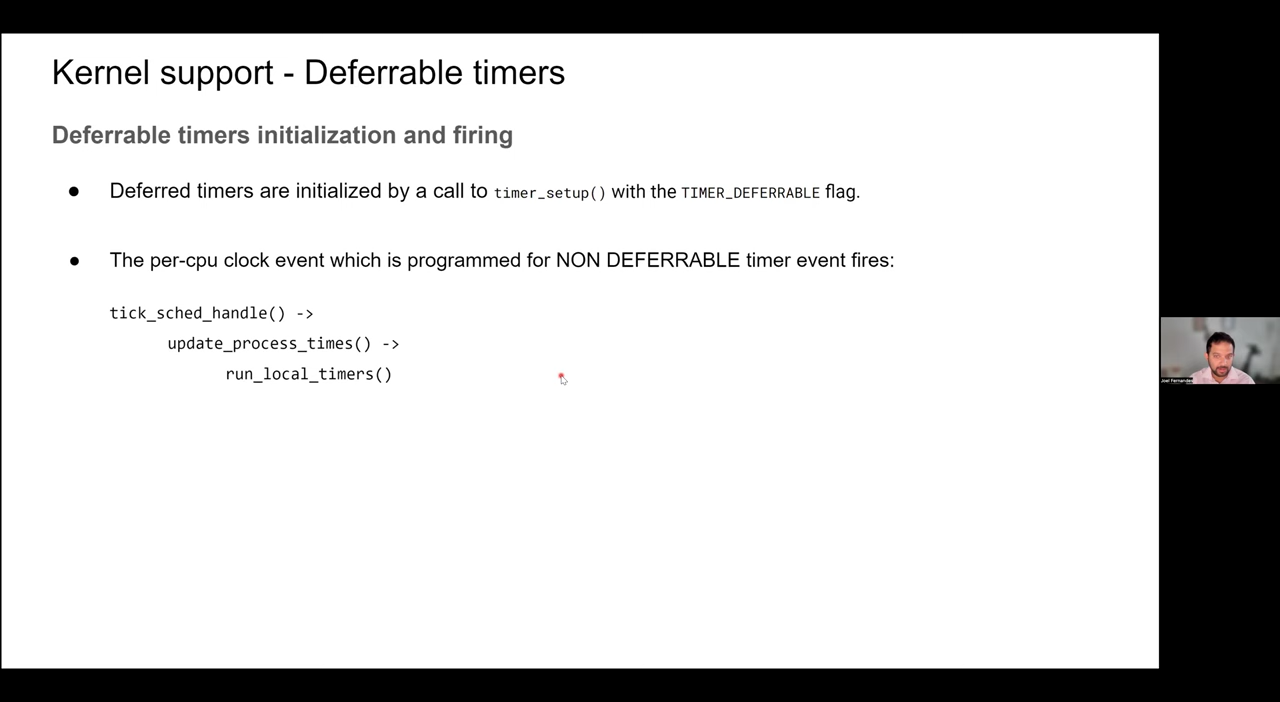 Kernel support - Deferrable timers
Deferrable timers initialization and firing
● Deferred timers are initialized by a call to timer_setup() with the TIMER_DEFERRABLE flag.
● The per-cpu clock event which is programmed for NON DEFERRABLE timer event fires:
tick_sched_handle() ->
update_process_times() ->
run_local_timers()
Joel Fernandes